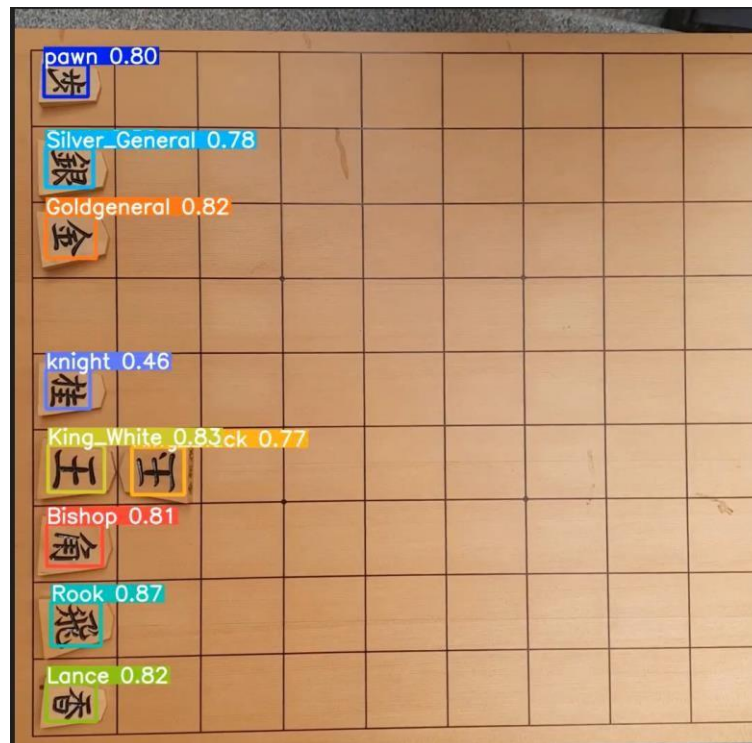 pawn 0.80
歩
Silver_General 0.78
銀
Goldgeneral 0.82
金
knight 0.46
桂
King_White 0.83
ck 0.77
王
玉
Bishop 0.81
角
Rook 0.87
飛
Lance 0.82
香